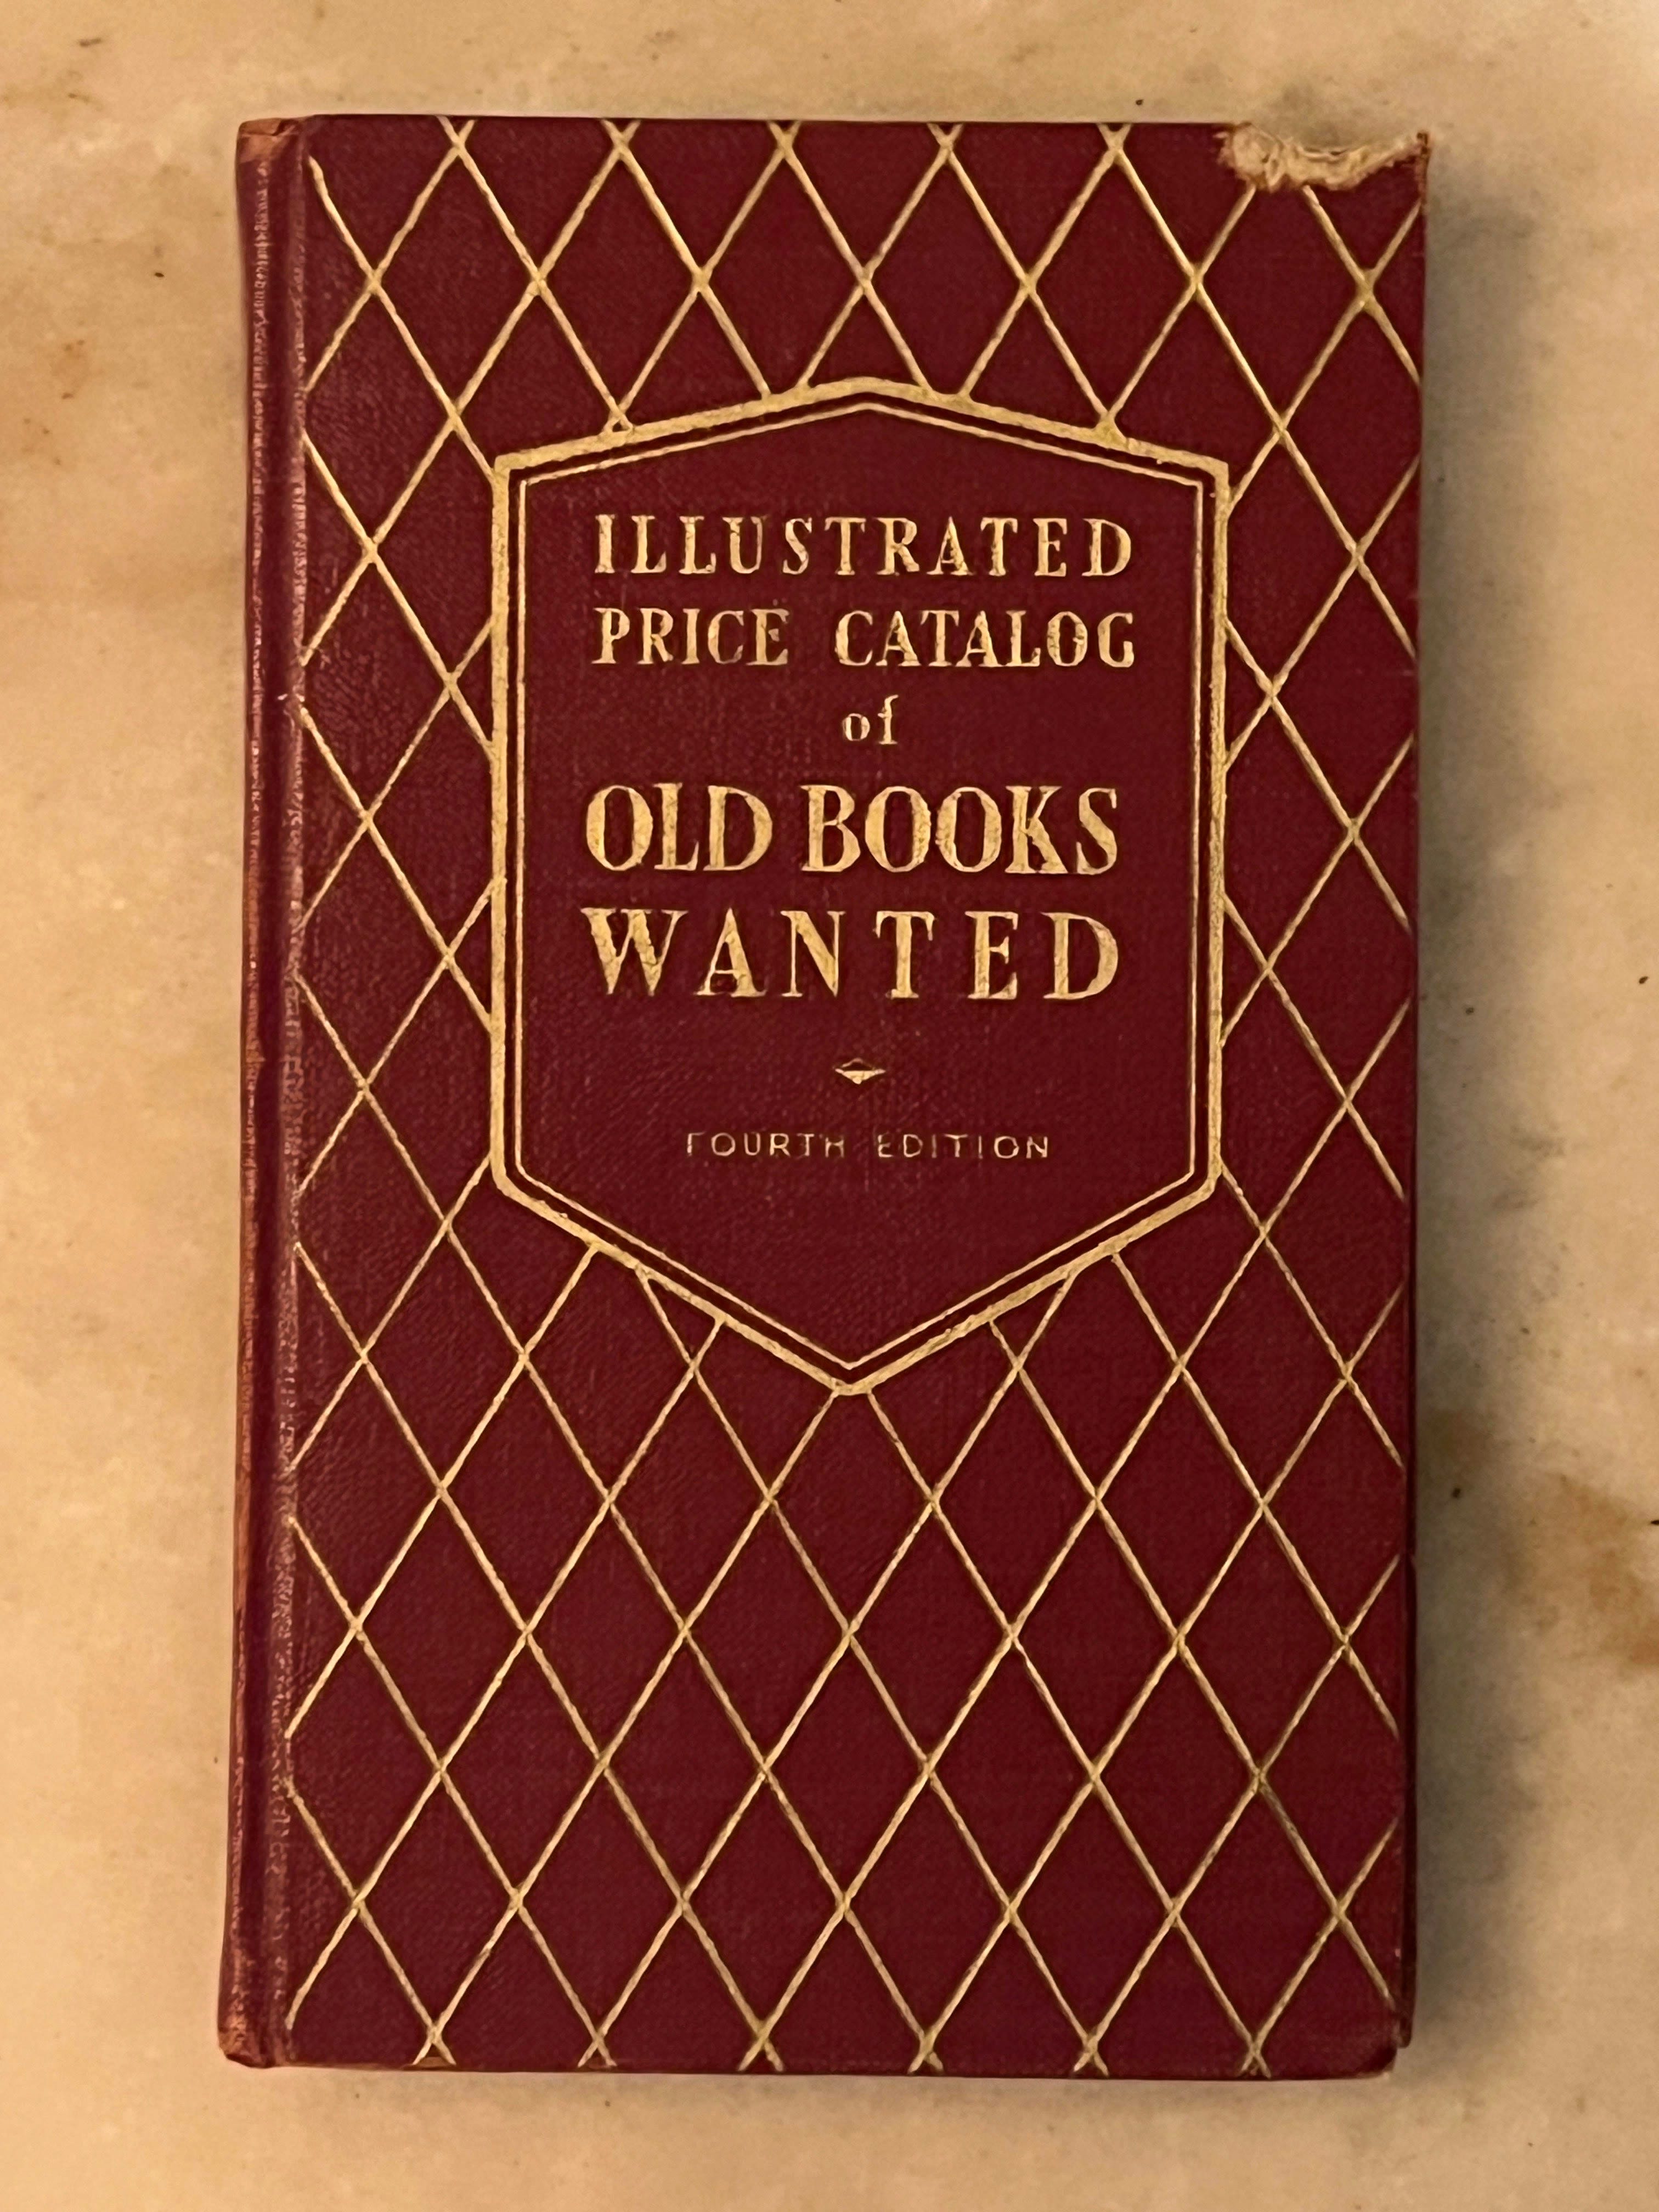 ILLUSTRATED
PRICE CATALOG
of
OLD BOOKS
WANTED
FOURTH EDITION